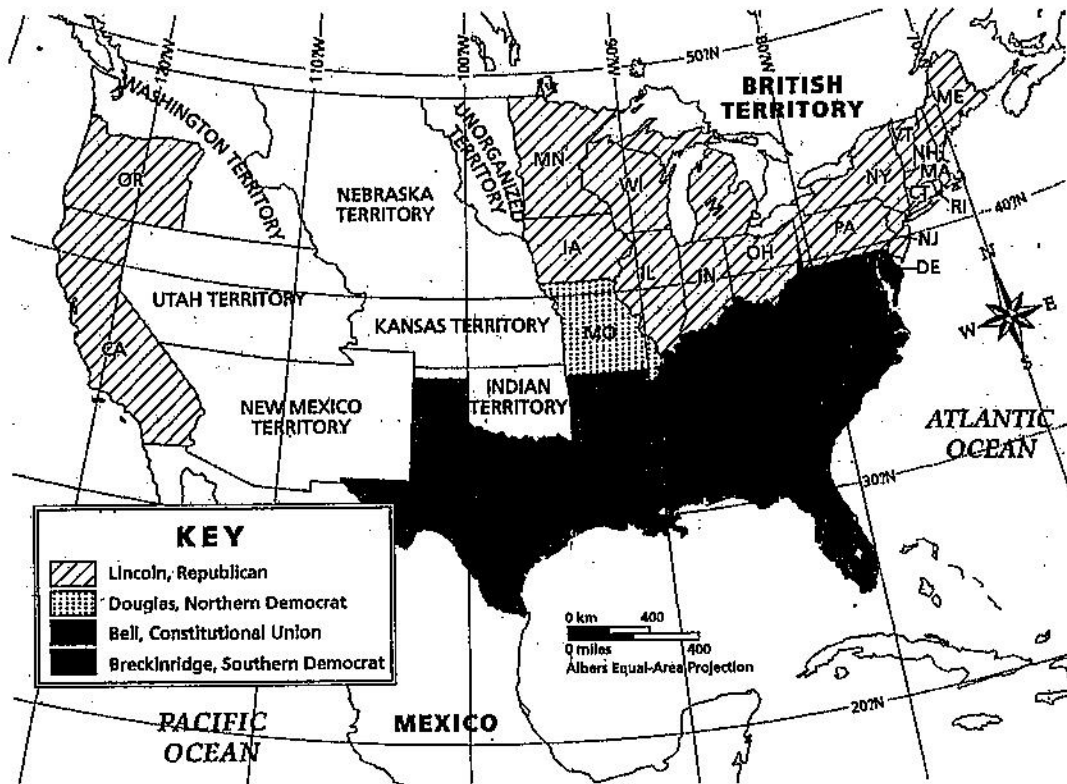 120?W
110?W
100?W
90?W
80?W
50?N
BRITISH
TERRITORY
WASHINGTON TERRITORY
UNORGANIZED
TERRITORY
ME
VT
NH
MA
CT
RI
NY
MN
WI
MI
OR
NEBRASKA
TERRITORY
40?N
PA
NJ
DE
IA
IL
IN
OH
UTAH TERRITORY
KANSAS TERRITORY
MO
CA
N
E
W
S
INDIAN
TERRITORY
NEW MEXICO
TERRITORY
ATLANTIC
OCEAN
30?N
KEY
Lincoln, Republican
Douglas, Northern Democrat
Bell, Constitutional Union
Breckinridge, Southern Democrat
0 km 400
0 miles 400
Albers Equal-Area Projection
20?N
MEXICO
PACIFIC
OCEAN